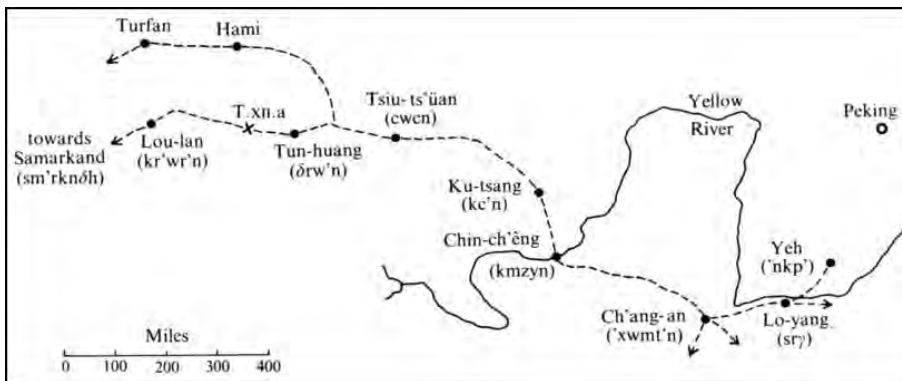 Turfan
Hami
T.xıı.a
Tsiu-ts'üan
(cwcn)
Yellow
River
Peking
towards
Samarkand
(sm'rknδh)
Lou-lan
(kr'wr'n)
Tun-huang
(δrw'n)
Ku-tsang
(kc'n)
Chin-ch'êng
(kmzyn)
Yeh
('nkp')
Ch'ang-an
('xwmt'n)
Lo-yang
(srγ)
Miles
0 100 200 300 400